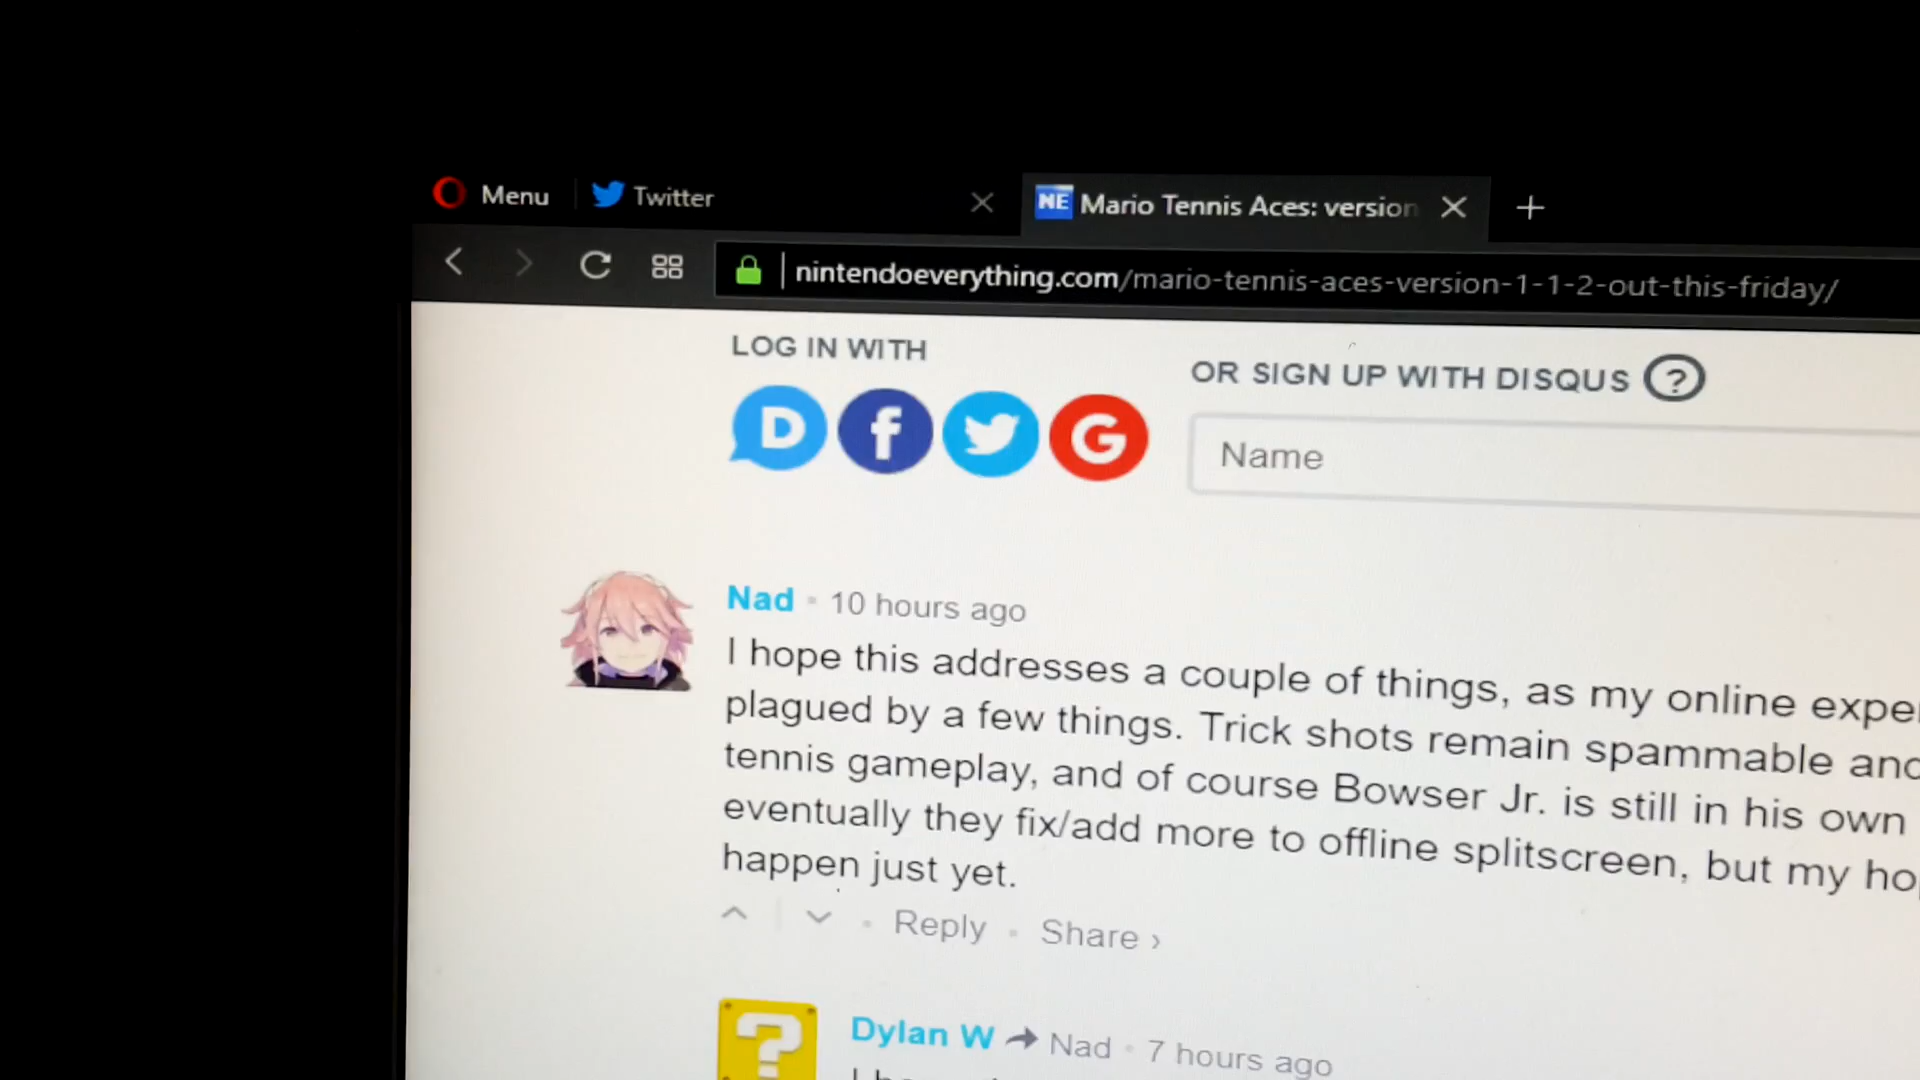 Menu
Twitter
NE Mario Tennis Aces: version
nintendoeverything.com/mario-tennis-aces-version-1-1-2-out-this-friday/
LOG IN WITH
OR SIGN UP WITH DISQUS ?
D f G
Name
Nad • 10 hours ago
I hope this addresses a couple of things, as my online
plagued by a few things. Trick shots remain spammable and
tennis gameplay, and of course Bowser Jr. is still in his own
eventually they fix/add more to offline splitscreen, but my
happen just yet.
• Reply • Share ›
?
Dylan W → Nad • 7 hours ago